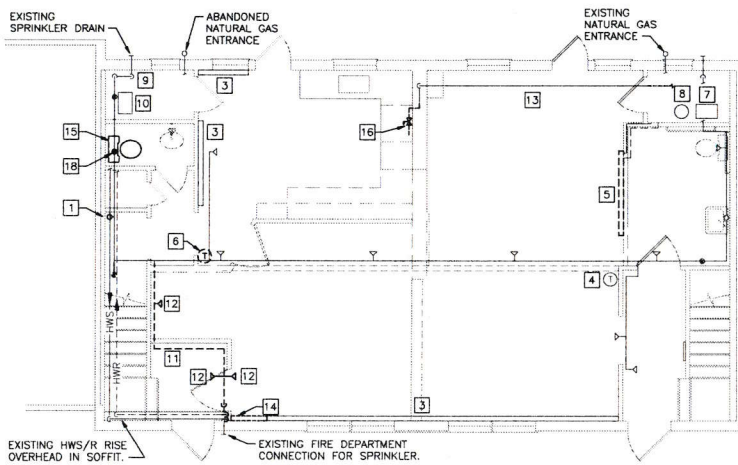 EXISTING
SPRINKLER DRAIN
ABANDONED
NATURAL GAS
ENTRANCE
EXISTING
NATURAL GAS
ENTRANCE
9
3
10
13
8
7
15
3
16
18
5
1
6
T
4
T
12
HWS
HWR
11
12
12
14
3
EXISTING HWS/R RISE
OVERHEAD IN SOFFIT.
EXISTING FIRE DEPARTMENT
CONNECTION FOR SPRINKLER.